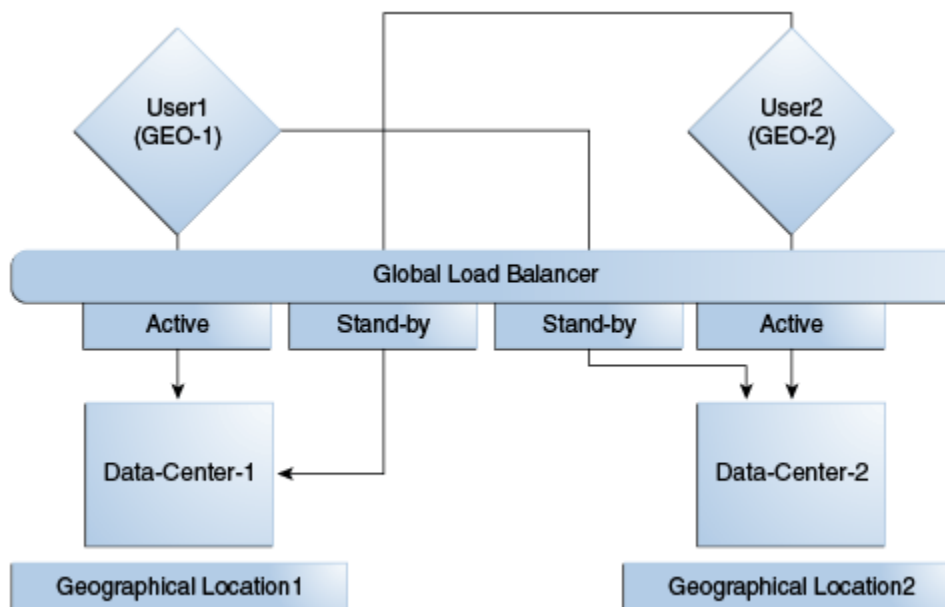 User1
(GEO-1)
User2
(GEO-2)
Global Load Balancer
Active
Stand-by
Stand-by
Active
Data-Center-1
Data-Center-2
Geographical Location1
Geographical Location2